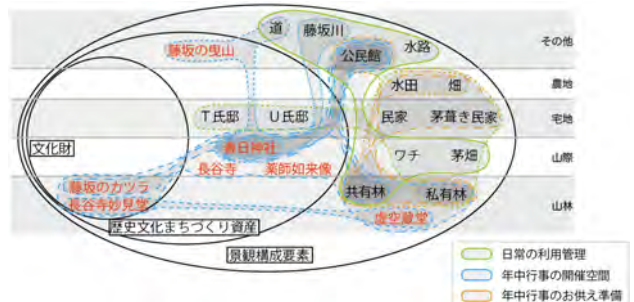 道
藤坂川
水路
その他
藤坂の曳山
公民館
水田
畑
農地
T氏邸
U氏邸
民家
茅葺き民家
宅地
文化財
春日神社
ワチ
茅畑
山際
長谷寺
薬師如来像
藤坂のカツラ
共有林
私有林
山林
長谷寺妙見堂
虚空蔵堂
歴史文化まちづくり資産
景観構成要素
日常の利用管理
年中行事の開催空間
年中行事のお供え準備